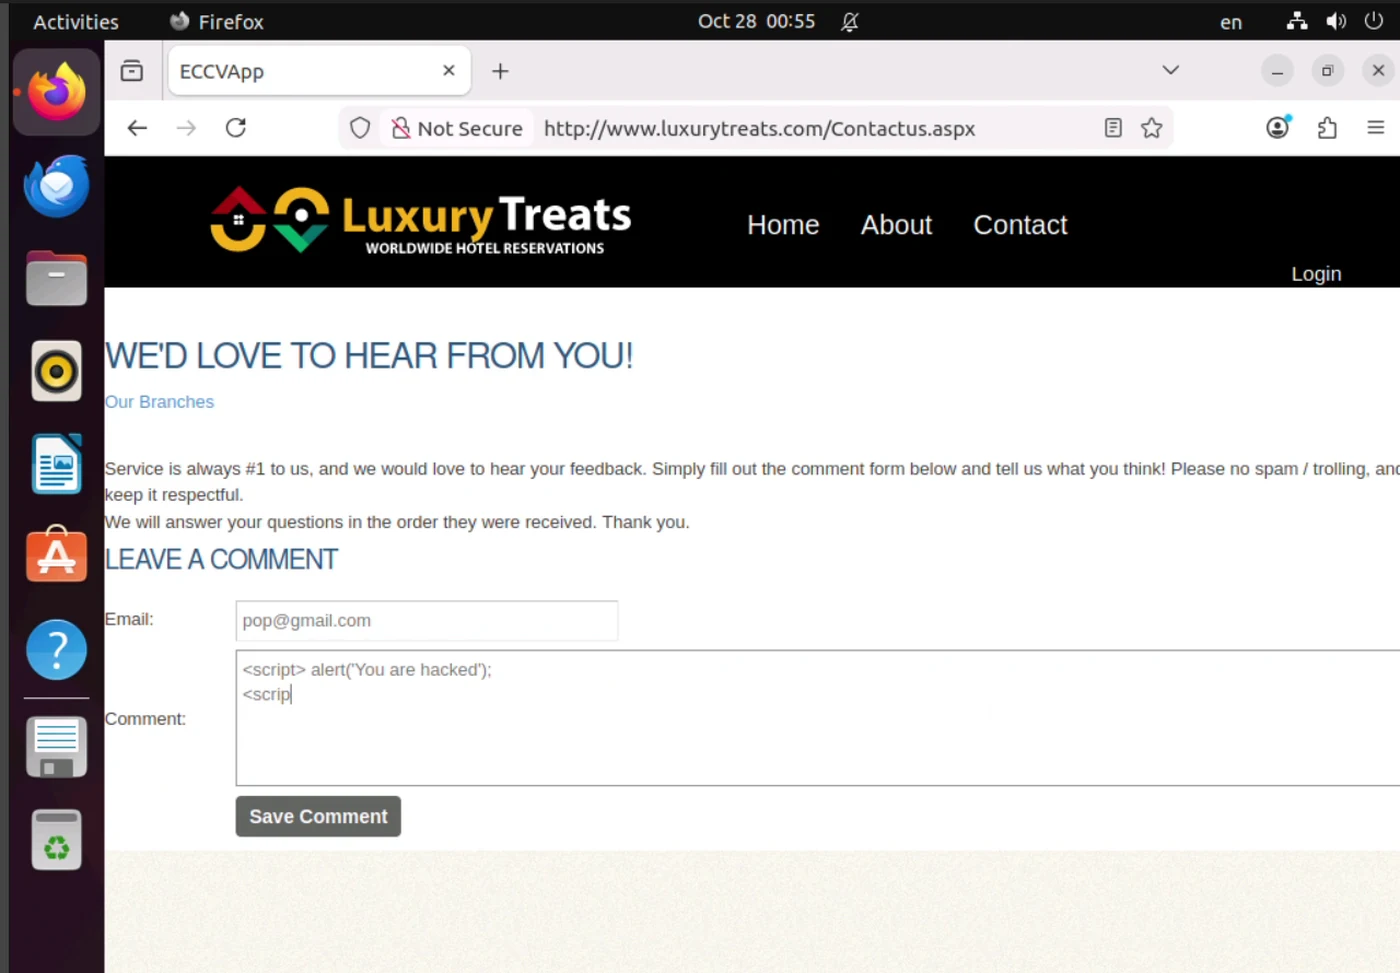 Activities Firefox Oct 28 00:55 en
ECCVApp
Not Secure http://www.luxurytreats.com/Contactus.aspx
Luxury Treats
WORLDWIDE HOTEL RESERVATIONS
Home About Contact
Login
WE'D LOVE TO HEAR FROM YOU!
Our Branches
Service is always #1 to us, and we would love to hear your feedback. Simply fill out the comment form below and tell us what you think! Please no spam / trolling, and
keep it respectful.
We will answer your questions in the order they were received. Thank you.
LEAVE A COMMENT
Email: pop@gmail.com
<script> alert('You are hacked');
<scrip
Comment:
Save Comment